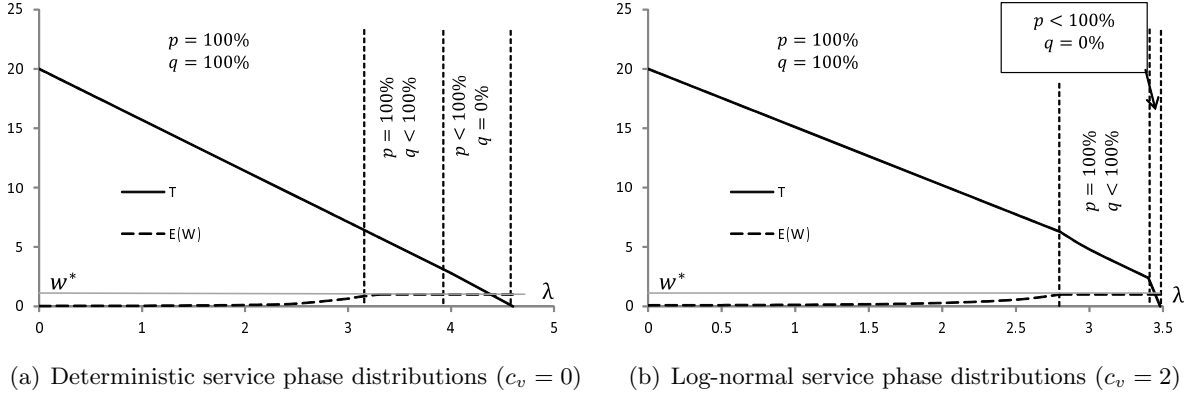 25
20
15
10
5
0
p = 100%
q = 100%
p = 100%
q < 100%
p < 100%
q = 0%
T
E(W)
w*
λ
0 1 2 3 4 5
(a) Deterministic service phase distributions (c_v = 0)
25
20
15
10
5
0
p = 100%
q = 100%
p < 100%
q = 0%
p = 100%
q < 100%
T
E(W)
w*
λ
0 0.5 1 1.5 2 2.5 3 3.5
(b) Log-normal service phase distributions (c_v = 2)